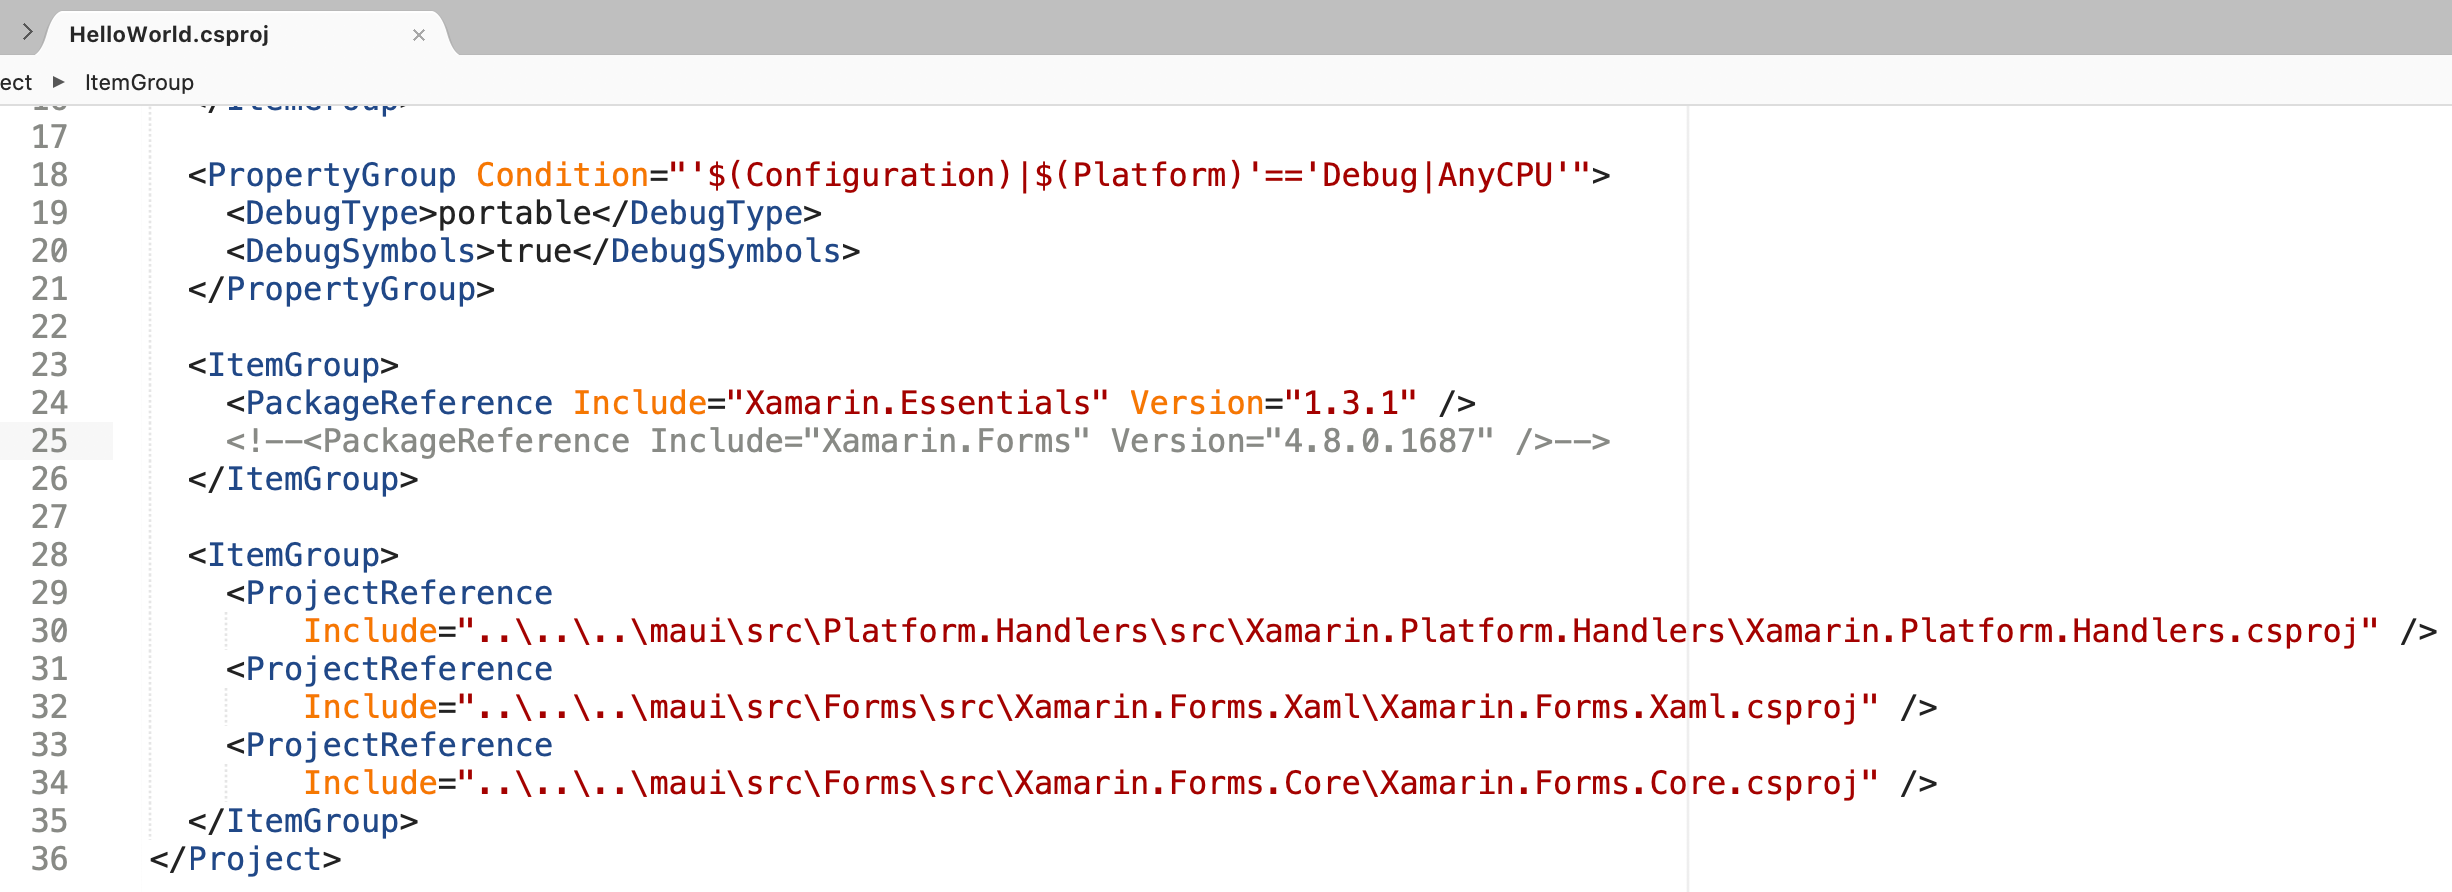 HelloWorld.csproj ×
ect ▶ ItemGroup
16 </ItemGroup>
17
18 <PropertyGroup Condition="'$(Configuration)|$(Platform)'=='Debug|AnyCPU'">
19 <DebugType>portable</DebugType>
20 <DebugSymbols>true</DebugSymbols>
21 </PropertyGroup>
22
23 <ItemGroup>
24 <PackageReference Include="Xamarin.Essentials" Version="1.3.1" />
25 <!--<PackageReference Include="Xamarin.Forms" Version="4.8.0.1687" />-->
26 </ItemGroup>
27
28 <ItemGroup>
29 <ProjectReference
30 Include="..\..\..\maui\src\Platform.Handlers\src\Xamarin.Platform.Handlers\Xamarin.Platform.Handlers.csproj" />
31 <ProjectReference
32 Include="..\..\..\maui\src\Forms\src\Xamarin.Forms.Xaml\Xamarin.Forms.Xaml.csproj" />
33 <ProjectReference
34 Include="..\..\..\maui\src\Forms\src\Xamarin.Forms.Core\Xamarin.Forms.Core.csproj" />
35 </ItemGroup>
36 </Project>